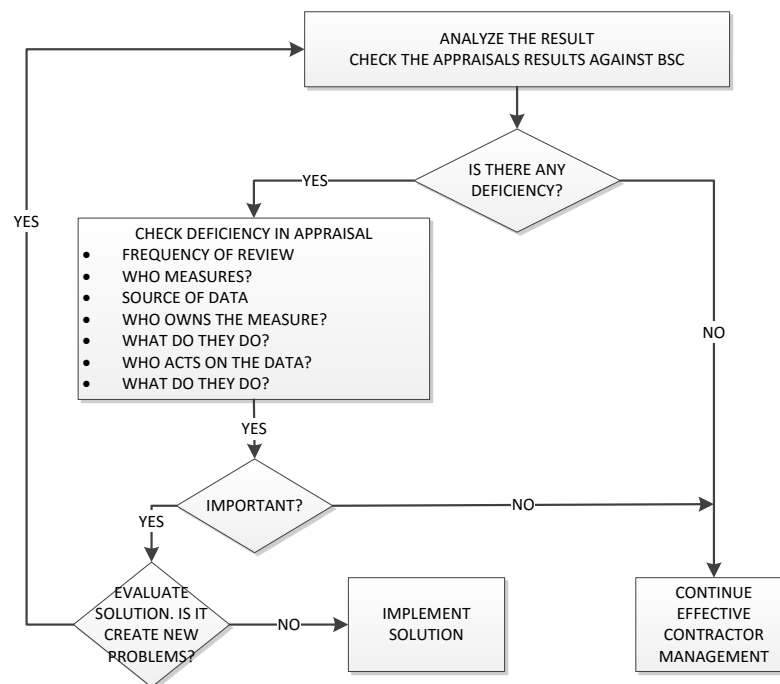 ANALYZE THE RESULT
CHECK THE APPRAISALS RESULTS AGAINST BSC
IS THERE ANY
DEFICIENCY?
YES
YES
CHECK DEFICIENCY IN APPRAISAL
• FREQUENCY OF REVIEW
• WHO MEASURES?
• SOURCE OF DATA
• WHO OWNS THE MEASURE?
• WHAT DO THEY DO?
• WHO ACTS ON THE DATA?
• WHAT DO THEY DO?
NO
YES
IMPORTANT?
NO
YES
EVALUATE
SOLUTION. IS IT
CREATE NEW
PROBLEMS?
NO
IMPLEMENT
SOLUTION
CONTINUE
EFFECTIVE
CONTRACTOR
MANAGEMENT